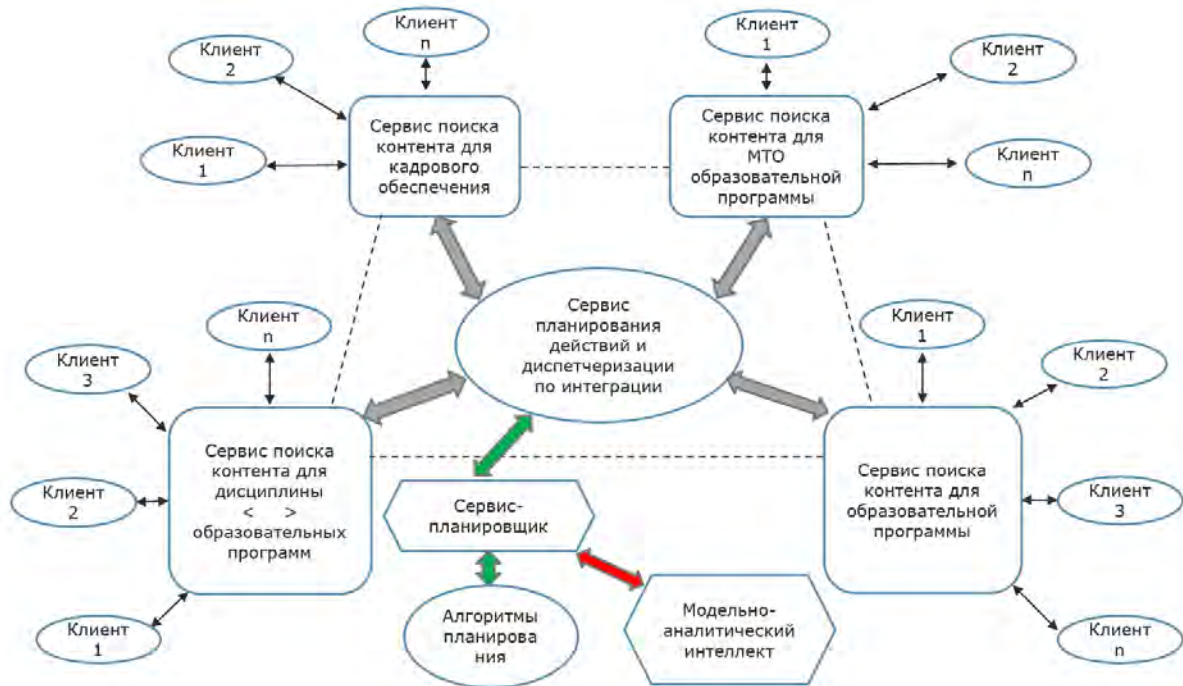 Клиент
n
Клиент
2
Клиент
1
Сервис поиска
контента для
кадрового
обеспечения
Клиент
1
Клиент
2
Клиент
n
Сервис поиска
контента для
МТО
образовательной
программы
Сервис
планирования
действий и
диспетчеризации
по интеграции
Клиент
n
Клиент
3
Клиент
2
Клиент
1
Сервис поиска
контента для
дисциплины
< >
образовательных
программ
Клиент
1
Клиент
2
Клиент
3
Клиент
n
Сервис поиска
контента для
образовательной
программы
Сервис-
планировщик
Алгоритмы
планирова
ния
Модельно-
аналитический
интеллект